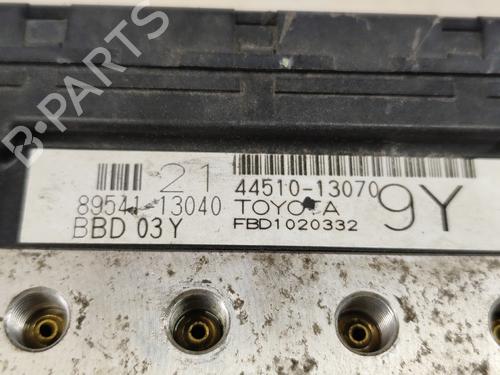 B-PARTS
21
44510-13070
89541-13040
TOYOTA
9Y
BBD 03Y
FBD1020332